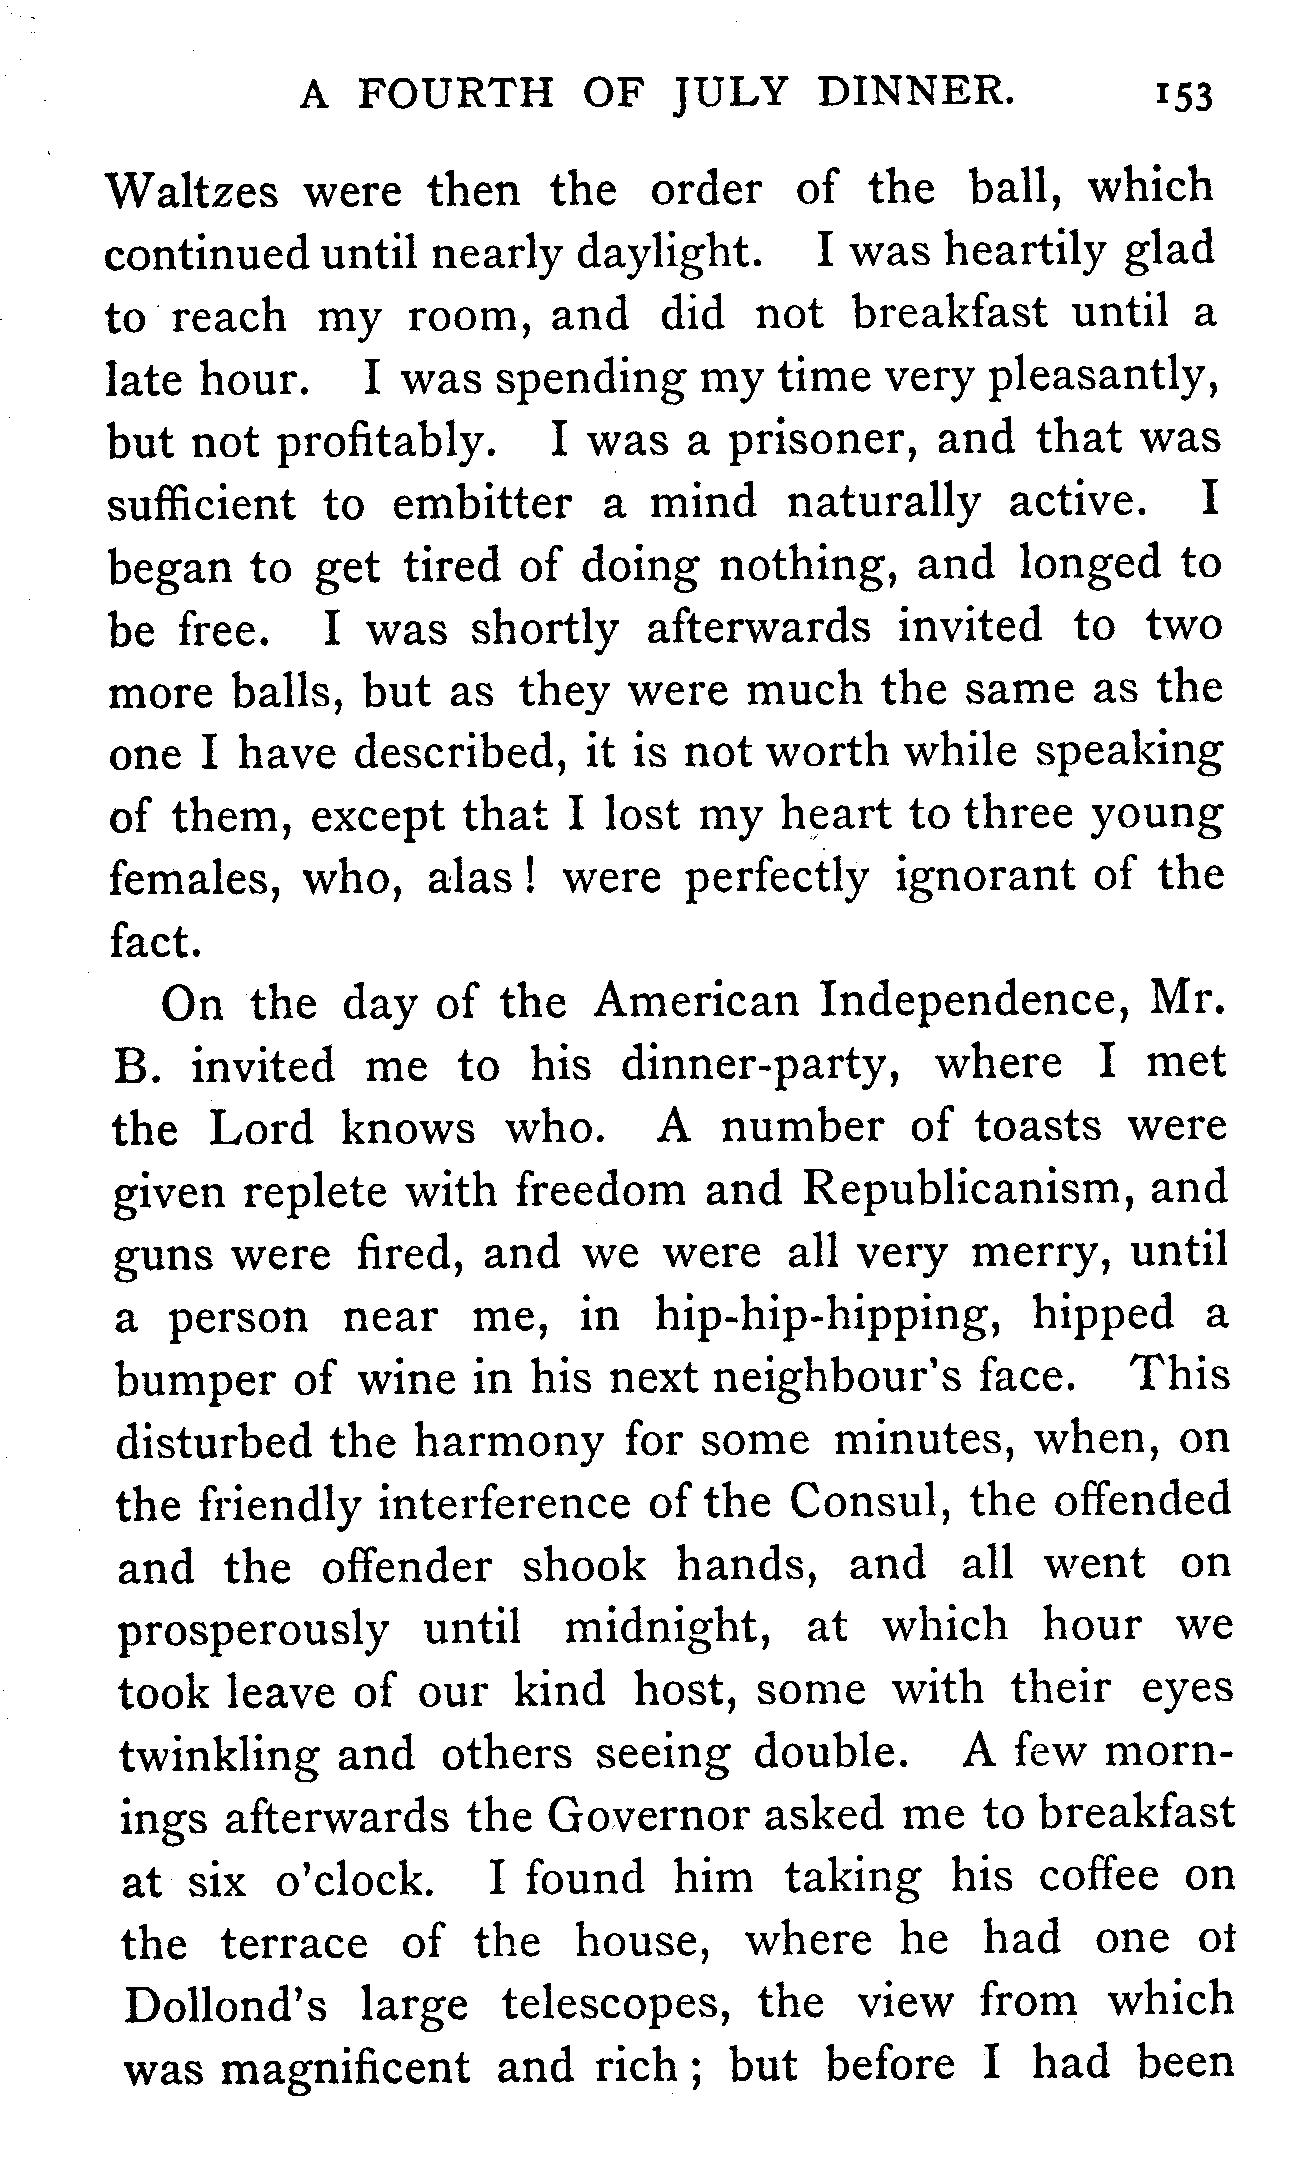 A FOURTH OF JULY DINNER. 153
Waltzes were then the order of the ball, which
continued until nearly daylight. I was heartily glad
to reach my room, and did not breakfast until a
late hour. I was spending my time very pleasantly,
but not profitably. I was a prisoner, and that was
sufficient to embitter a mind naturally active. I
began to get tired of doing nothing, and longed to
be free. I was shortly afterwards invited to two
more balls, but as they were much the same as the
one I have described, it is not worth while speaking
of them, except that I lost my heart to three young
females, who, alas! were perfectly ignorant of the
fact.
On the day of the American Independence, Mr.
B. invited me to his dinner-party, where I met
the Lord knows who. A number of toasts were
given replete with freedom and Republicanism, and
guns were fired, and we were all very merry, until
a person near me, in hip-hip-hipping, hipped a
bumper of wine in his next neighbour's face. This
disturbed the harmony for some minutes, when, on
the friendly interference of the Consul, the offended
and the offender shook hands, and all went on
prosperously until midnight, at which hour we
took leave of our kind host, some with their eyes
twinkling and others seeing double. A few morn-
ings afterwards the Governor asked me to breakfast
at six o'clock. I found him taking his coffee on
the terrace of the house, where he had one of
Dollond's large telescopes, the view from which
was magnificent and rich; but before I had been